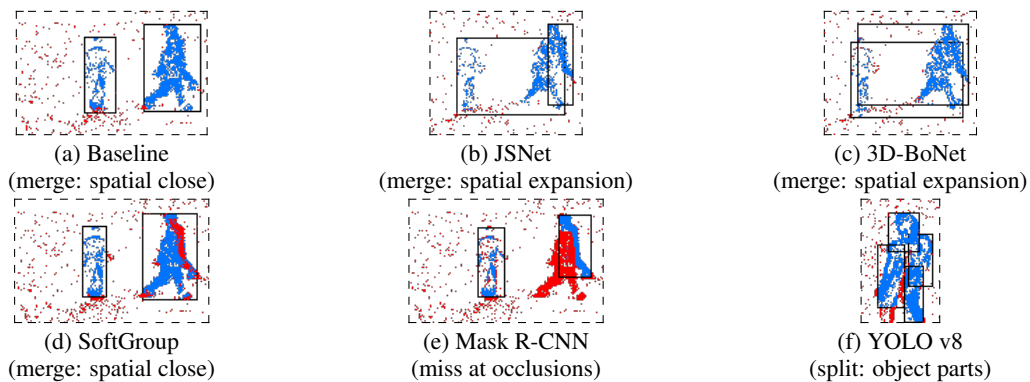 (a) Baseline
(merge: spatial close)
(b) JSNet
(merge: spatial expansion)
(c) 3D-BoNet
(merge: spatial expansion)
(d) SoftGroup
(merge: spatial close)
(e) Mask R-CNN
(miss at occlusions)
(f) YOLO v8
(split: object parts)